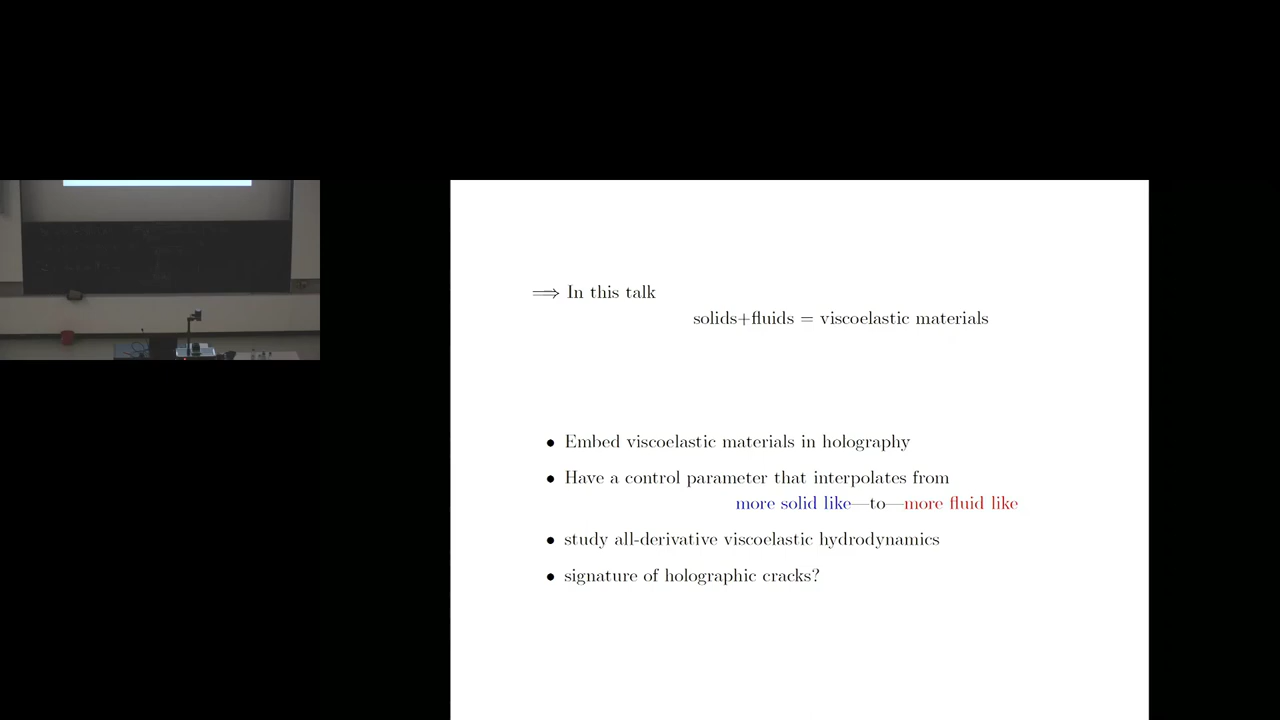 ⟹ In this talk
solids+fluids = viscoelastic materials
• Embed viscoelastic materials in holography
• Have a control parameter that interpolates from
more solid like—to—more fluid like
• study all-derivative viscoelastic hydrodynamics
• signature of holographic cracks?